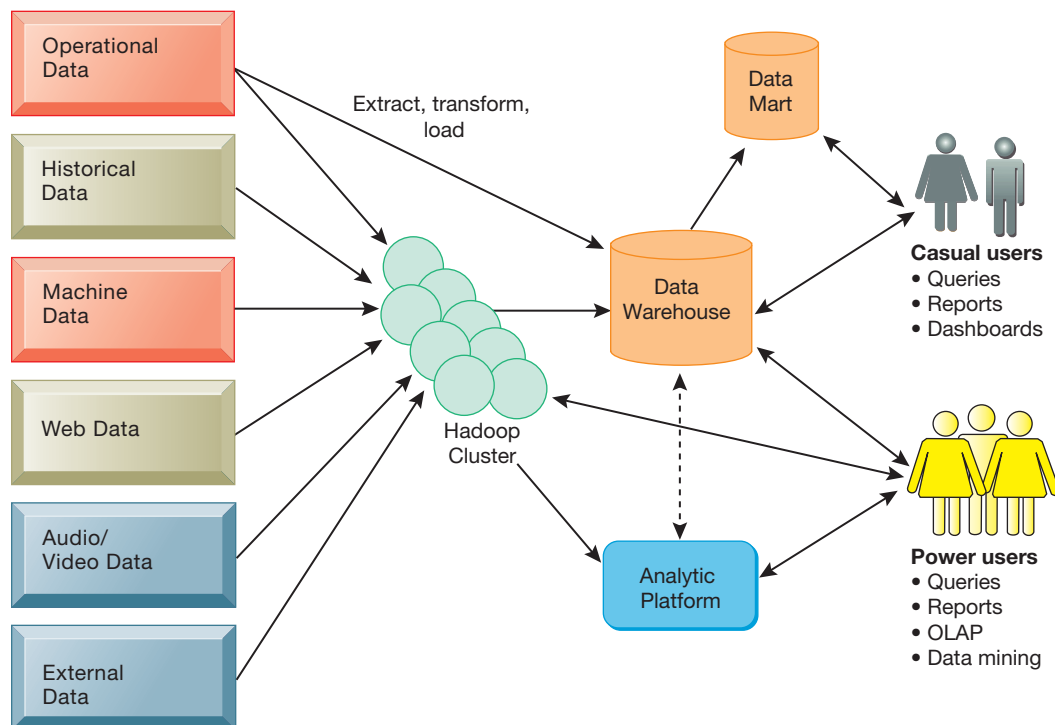 Operational
Data
Historical
Data
Machine
Data
Web Data
Audio/
Video Data
External
Data
Extract, transform,
load
Hadoop
Cluster
Data
Mart
Data
Warehouse
Analytic
Platform
Casual users
• Queries
• Reports
• Dashboards
Power users
• Queries
• Reports
• OLAP
• Data mining